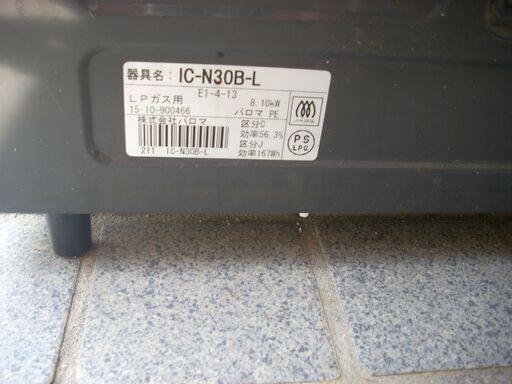 器具名：IC-N30B-L
E1-4-13
LPガス用 8.10kW
15·10-900466 パロマ PE
株式会社パロマ 区分C
効率56.3%
区分J
211 IC-N30B-L 効率167Wh
PS
LPG